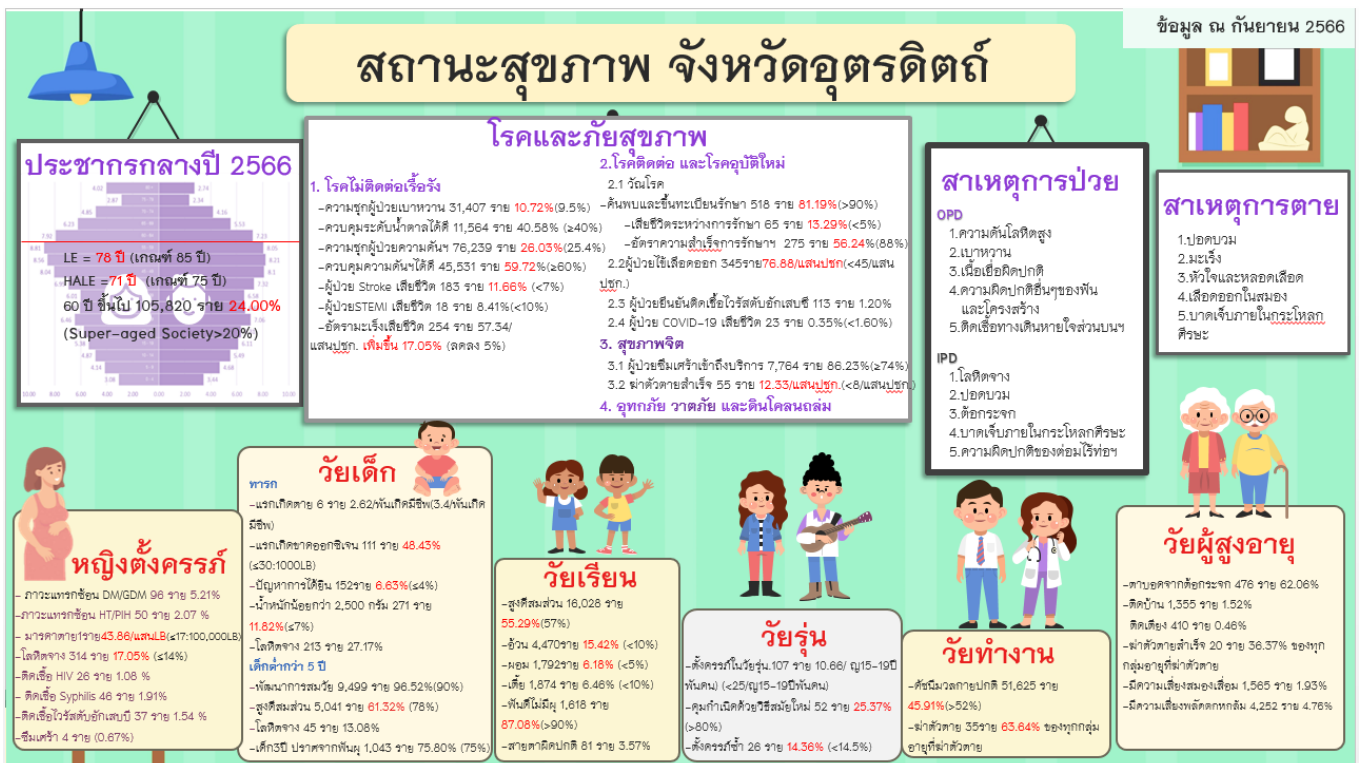 ข้อมูล ณ กันยายน 2566
สถานะสุขภาพ จังหวัดอุตรดิตถ์
ประชากรกลางปี 2566
LE = 78 ปี (เกณฑ์ 85 ปี)
HALE =71 ปี (เกณฑ์ 75 ปี)
60 ปี ขึ้นไป 105,820 ราย 24.00%
(Super-aged Society>20%)
โรคและภัยสุขภาพ
1. โรคไม่ติดต่อเรื้อรัง
-ความชุกผู้ป่วยเบาหวาน 31,407 ราย 10.72%(9.5%)
-ควบคุมระดับน้ำตาลได้ดี 11,564 ราย 40.58% (≥40%)
-ความชุกผู้ป่วยความดันฯ 76,239 ราย 26.03%(25.4%)
-ควบคุมความดันฯได้ดี 45,531 ราย 59.72%(≥60%)
-ผู้ป่วย Stroke เสียชีวิต 183 ราย 11.66% (<7%)
-ผู้ป่วยSTEMI เสียชีวิต 18 ราย 8.41%(<10%)
-อัตรามะเร็งเสียชีวิต 254 ราย 57.34/
แสนปชก. เพิ่มขึ้น 17.05% (ลดลง 5%)
2.โรคติดต่อ และโรคอุบัติใหม่
2.1 วัณโรค
-ค้นพบและขึ้นทะเบียนรักษา 518 ราย 81.19%(>90%)
-เสียชีวิตระหว่างการรักษา 65 ราย 13.29%(<5%)
-อัตราความสำเร็จการรักษาฯ 275 ราย 56.24%(88%)
2.2ผู้ป่วยไข้เลือดออก 345ราย76.88/แสนปชก(<45/แสน
ปชก.)
2.3 ผู้ป่วยยืนยันติดเชื้อไวรัสตับอักเสบซี 113 ราย 1.20%
2.4 ผู้ป่วย COVID-19 เสียชีวิต 23 ราย 0.35%(<1.60%)
3. สุขภาพจิต
3.1 ผู้ป่วยซึมเศร้าเข้าถึงบริการ 7,764 ราย 86.23%(≥74%)
3.2 ฆ่าตัวตายสำเร็จ 55 ราย 12.33/แสนปชก.(<8/แสนปชก.)
4. อุทกภัย วาตภัย และดินโคลนถล่ม
สาเหตุการป่วย
OPD
1.ความดันโลหิตสูง
2.เบาหวาน
3.เนื้อเยื่อผิดปกติ
4.ความผิดปกติอื่นๆของฟัน
และโครงสร้าง
5.ติดเชื้อทางเดินหายใจส่วนบนฯ
IPD
1.โลหิตจาง
2.ปอดบวม
3.ต้อกระจก
4.บาดเจ็บภายในกระโหลกศีรษะ
5.ความผิดปกติของต่อมไร้ท่อฯ
สาเหตุการตาย
1.ปอดบวม
2.มะเร็ง
3.หัวใจและหลอดเลือด
4.เลือดออกในสมอง
5.บาดเจ็บภายในกระโหลก
ศีรษะ
หญิงตั้งครรภ์
- ภาวะแทรกซ้อน DM/GDM 96 ราย 5.21%
-ภาวะแทรกซ้อน HT/PIH 50 ราย 2.07 %
- มารดาตาย1ราย43.86/แสนLB(≤17:100,000LB)
-โลหิตจาง 314 ราย 17.05% (≤14%)
-ติดเชื้อ HIV 26 ราย 1.08 %
- ติดเชื้อ Syphilis 46 ราย 1.91%
-ติดเชื้อไวรัสตับอักเสบบี 37 ราย 1.54 %
-ซึมเศร้า 4 ราย (0.67%)
วัยเด็ก
ทารก
-แรกเกิดตาย 6 ราย 2.62/พันเกิดมีชีพ(3.4/พันเกิด
มีชีพ)
-แรกเกิดขาดออกซิเจน 111 ราย 48.43%
(≤30:1000LB)
-ปัญหาการได้ยิน 152ราย 6.63%(≤4%)
-น้ำหนักน้อยกว่า 2,500 กรัม 271 ราย
11.82%(≤7%)
-โลหิตจาง 213 ราย 27.17%
เด็กต่ำกว่า 5 ปี
-พัฒนาการสมวัย 9,499 ราย 96.52%(90%)
-สูงดีสมส่วน 5,041 ราย 61.32% (78%)
-โลหิตจาง 45 ราย 13.08%
-เด็ก3ปี ปราศจากฟันผุ 1,043 ราย 75.80% (75%)
วัยเรียน
-สูงดีสมส่วน 16,028 ราย
55.29%(57%)
-อ้วน 4,470ราย 15.42% (<10%)
-ผอม 1,792ราย 6.18% (<5%)
-เตี้ย 1,874 ราย 6.46% (<10%)
-ฟันดีไม่มีผุ 1,618 ราย
87.08%(>90%)
-สายตาผิดปกติ 81 ราย 3.57%
วัยรุ่น
-ตั้งครรภ์ในวัยรุ่น.107 ราย 10.66/ ญ15-19ปี
พันคน) (<25/ญ15-19ปีพันคน)
-คุมกำเนิดด้วยวิธีสมัยใหม่ 52 ราย 25.37%
(>80%)
-ตั้งครรภ์ซ้ำ 26 ราย 14.36% (<14.5%)
วัยทำงาน
-ดัชนีมวลกายปกติ 51,625 ราย
45.91%(>52%)
-ฆ่าตัวตาย 35ราย 63.64% ของทุกกลุ่ม
อายุที่ฆ่าตัวตาย
วัยผู้สูงอายุ
-ตาบอดจากต้อกระจก 476 ราย 62.06%
-ติดบ้าน 1,355 ราย 1.52%
ติดเตียง 410 ราย 0.46%
-ฆ่าตัวตายสำเร็จ 20 ราย 36.37% ของทุก
กลุ่มอายุที่ฆ่าตัวตาย
-มีความเสี่ยงสมองเสื่อม 1,565 ราย 1.93%
-มีความเสี่ยงพลัดตกหกล้ม 4,252 ราย 4.76%